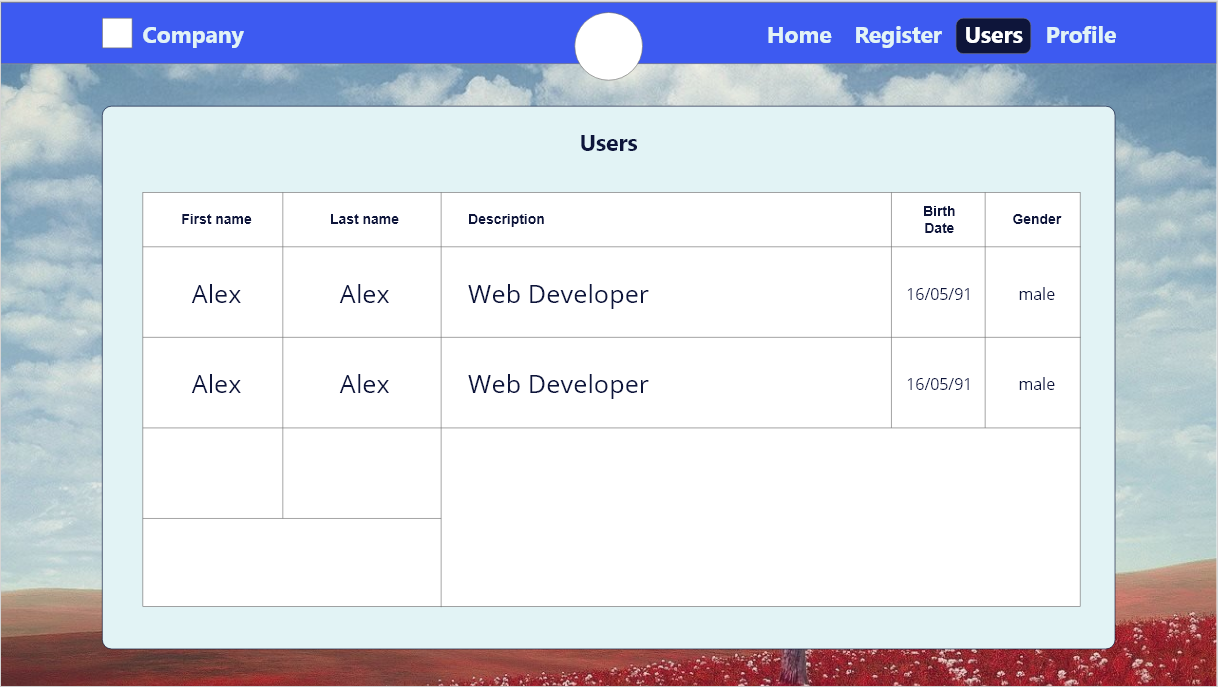 Company
Home Register Users Profile
Users
First name Last name Description Birth Date Gender
Alex Alex Web Developer 16/05/91 male
Alex Alex Web Developer 16/05/91 male